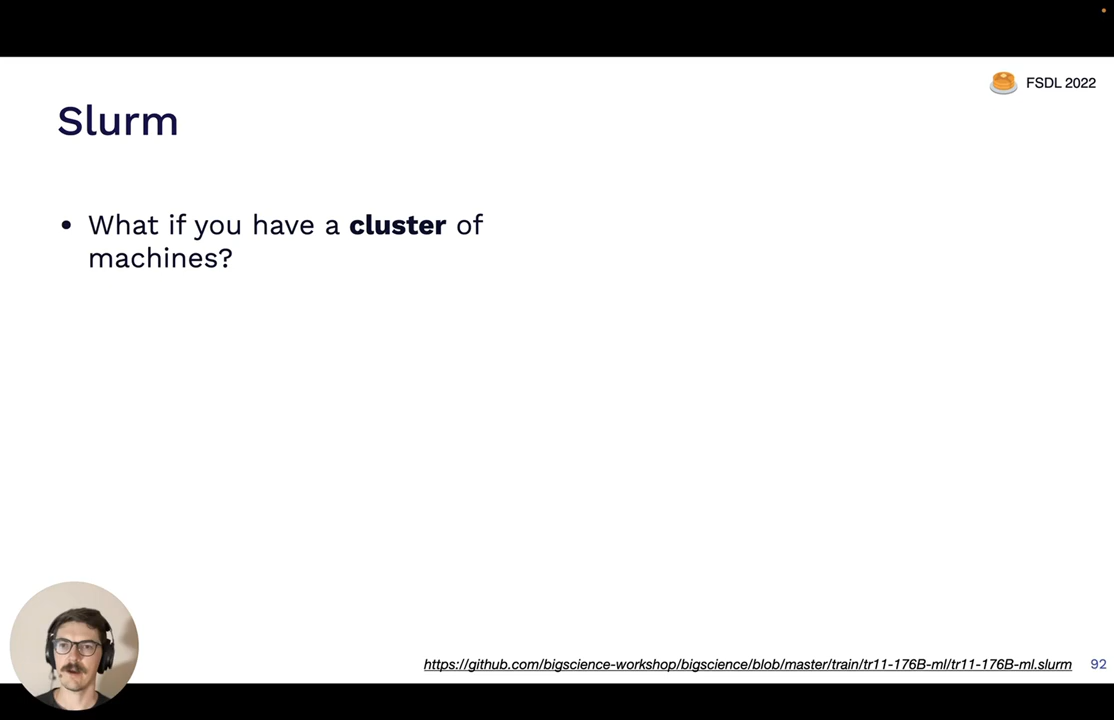 FSDL 2022
Slurm
• What if you have a cluster of
machines?
https://github.com/bigscience-workshop/bigscience/blob/master/train/tr11-176B-ml/tr11-176B-ml.slurm
92